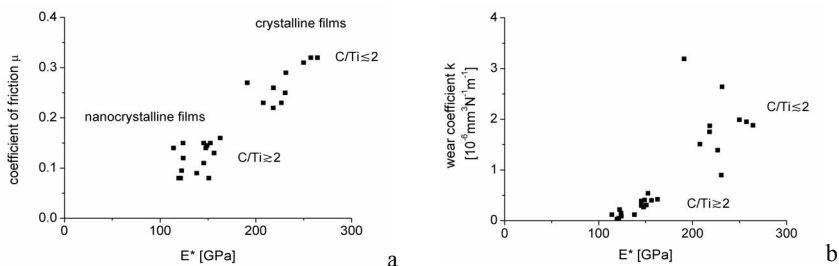 crystalline films
C/Ti≤2
nanocrystalline films
C/Ti≥2
coefficient of friction μ
0.4
0.3
0.2
0.1
0.0
0
100
200
300
E* [GPa]
a
wear coefficient k
[10⁻⁶mm³N⁻¹m⁻¹]
4
3
2
1
0
C/Ti≤2
C/Ti≥2
0
100
200
300
E* [GPa]
b